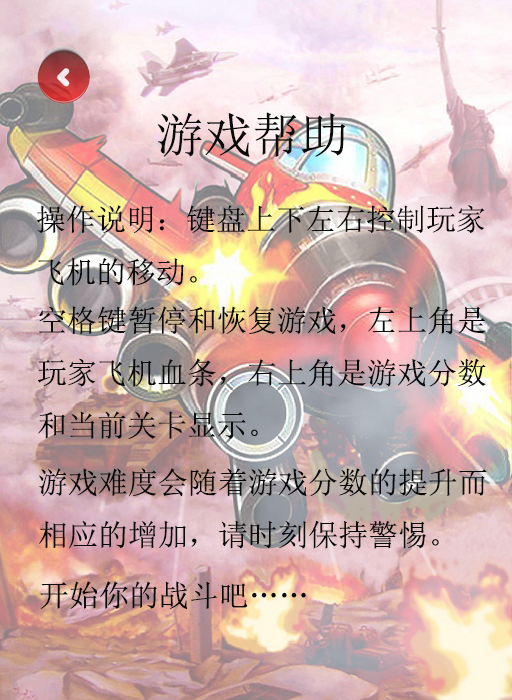 游戏帮助
操作说明：键盘上下左右控制玩家
飞机的移动。
空格键暂停和恢复游戏，左上角是
玩家飞机血条，右上角是游戏分数
和当前关卡显示。
游戏难度会随着游戏分数的提升而
相应的增加，请时刻保持警惕。
开始你的战斗吧……